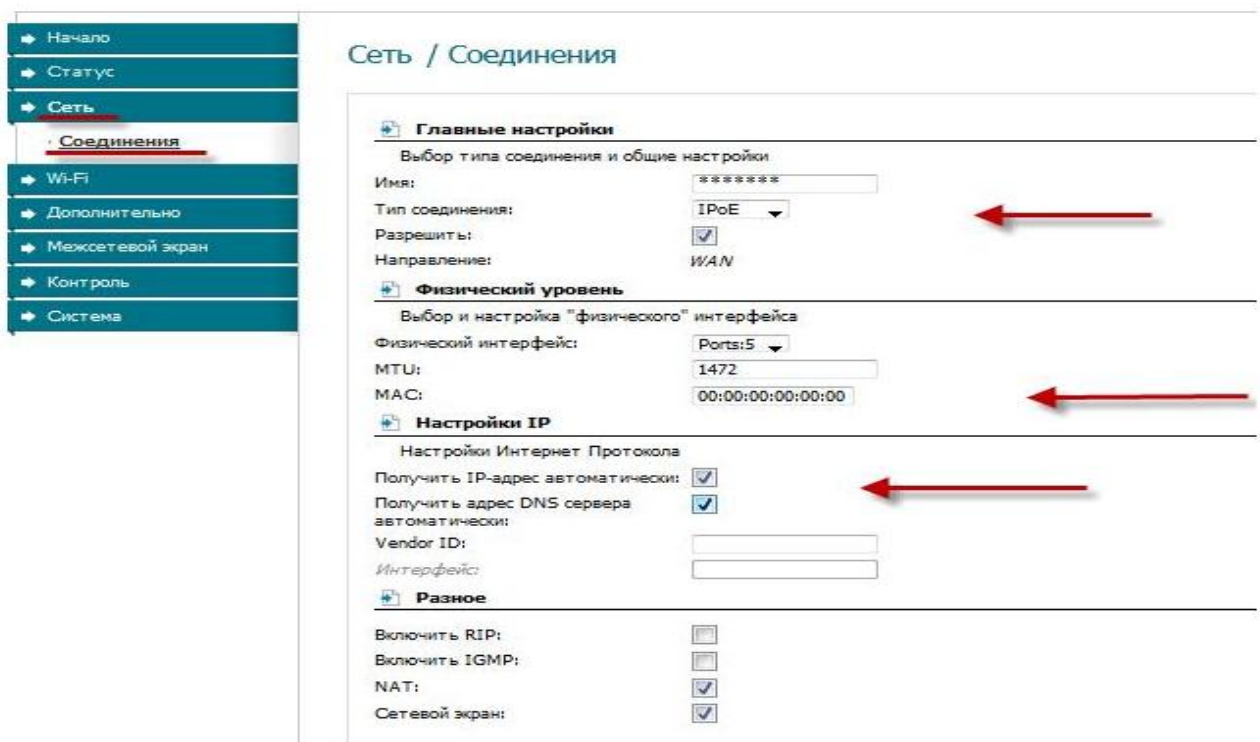 Начало
Статус
Сеть
· Соединения
Wi-Fi
Дополнительно
Межсетевой экран
Контроль
Система
Сеть / Соединения
Главные настройки
Выбор типа соединения и общие настройки
Имя: *******
Тип соединения: IPoE
Разрешить:
Направление: WAN
Физический уровень
Выбор и настройка "физического" интерфейса
Физический интерфейс: Ports:5
MTU: 1472
MAC: 00:00:00:00:00:00
Настройки IP
Настройки Интернет Протокола
Получить IP-адрес автоматически:
Получить адрес DNS сервера
автоматически:
Vendor ID:
Интерфейс:
Разное
Включить RIP:
Включить IGMP:
NAT:
Сетевой экран: